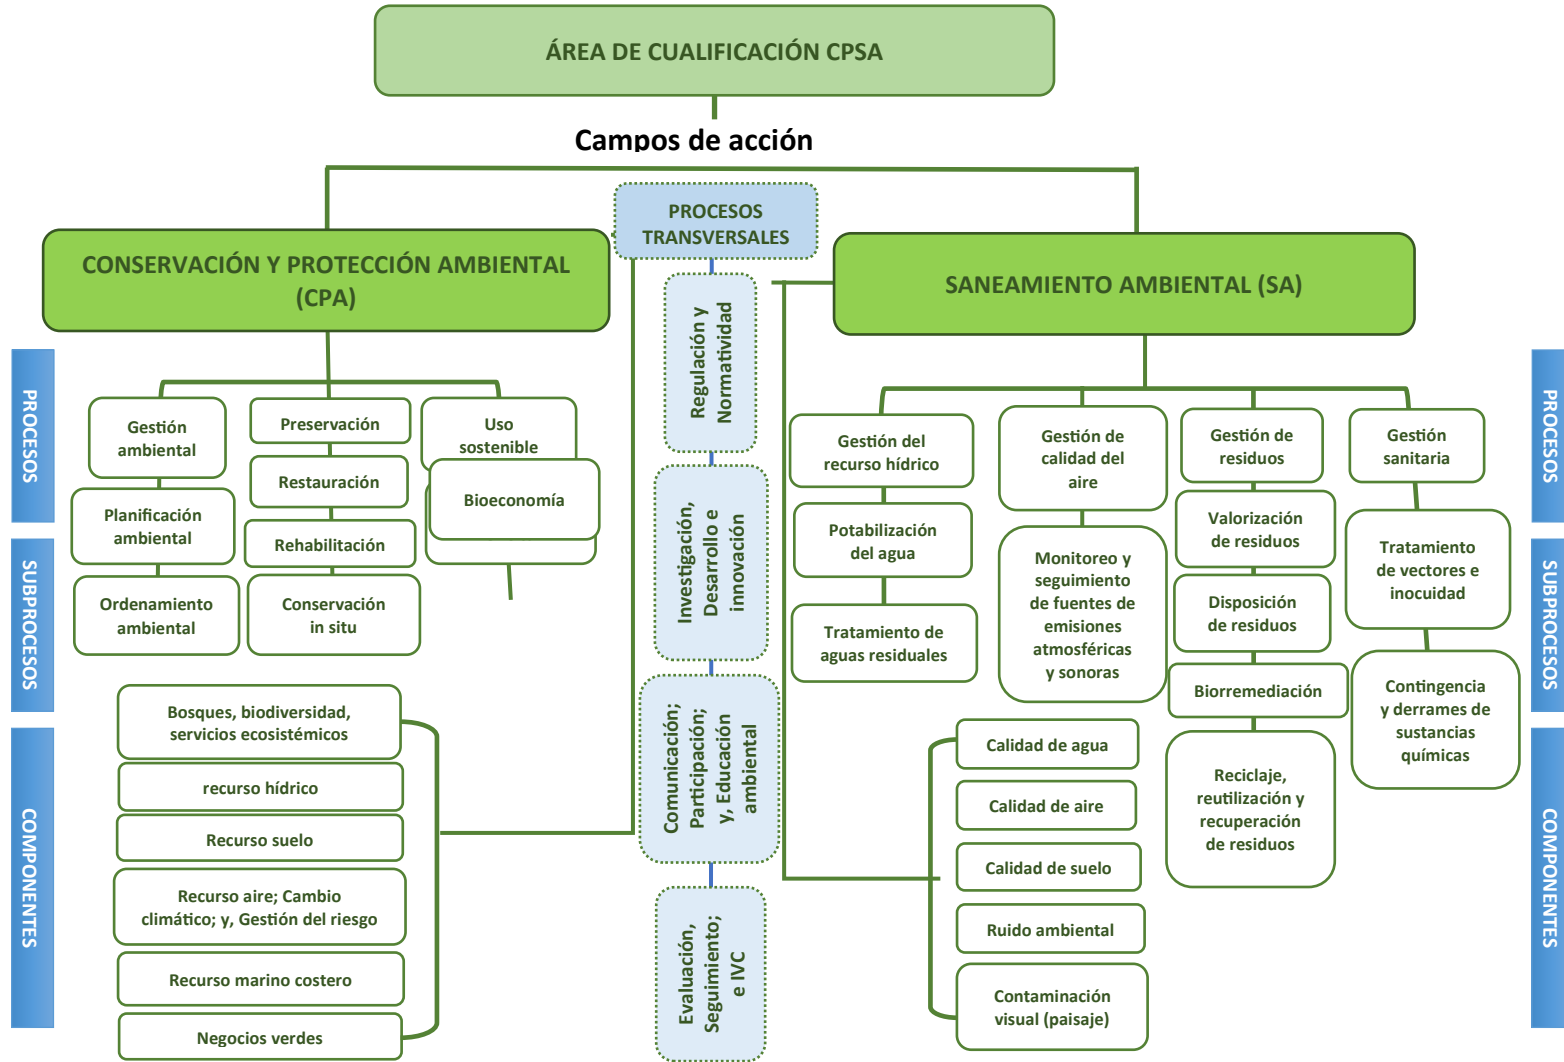 ÁREA DE CUALIFICACIÓN CPSA
Campos de acción
PROCESOS
TRANSVERSALES
CONSERVACIÓN Y PROTECCIÓN AMBIENTAL
(CPA)
SANEAMIENTO AMBIENTAL (SA)
PROCESOS
SUBPROCESOS
COMPONENTES
Gestión
ambiental
Planificación
ambiental
Ordenamiento
ambiental
Preservación
Restauración
Rehabilitación
Conservación
in situ
Uso
sostenible
Bioeconomía
Bosques, biodiversidad,
servicios ecosistémicos
recurso hídrico
Recurso suelo
Recurso aire; Cambio
climático; y, Gestión del riesgo
Recurso marino costero
Negocios verdes
Regulación y
Normatividad
Investigación,
Desarrollo e
innovación
Comunicación;
Participación;
y, Educación
ambiental
Evaluación,
Seguimiento;
e IVC
Gestión del
recurso hídrico
Potabilización
del agua
Tratamiento de
aguas residuales
Gestión de
calidad del
aire
Monitoreo y
seguimiento
de fuentes de
emisiones
atmosféricas
y sonoras
Gestión de
residuos
Valorización
de residuos
Disposición
de residuos
Biorremediación
Reciclaje,
reutilización y
recuperación
de residuos
Gestión
sanitaria
Tratamiento
de vectores e
inocuidad
Contingencia
y derrames de
sustancias
químicas
Calidad de agua
Calidad de aire
Calidad de suelo
Ruido ambiental
Contaminación
visual (paisaje)
PROCESOS
SUBPROCESOS
COMPONENTES